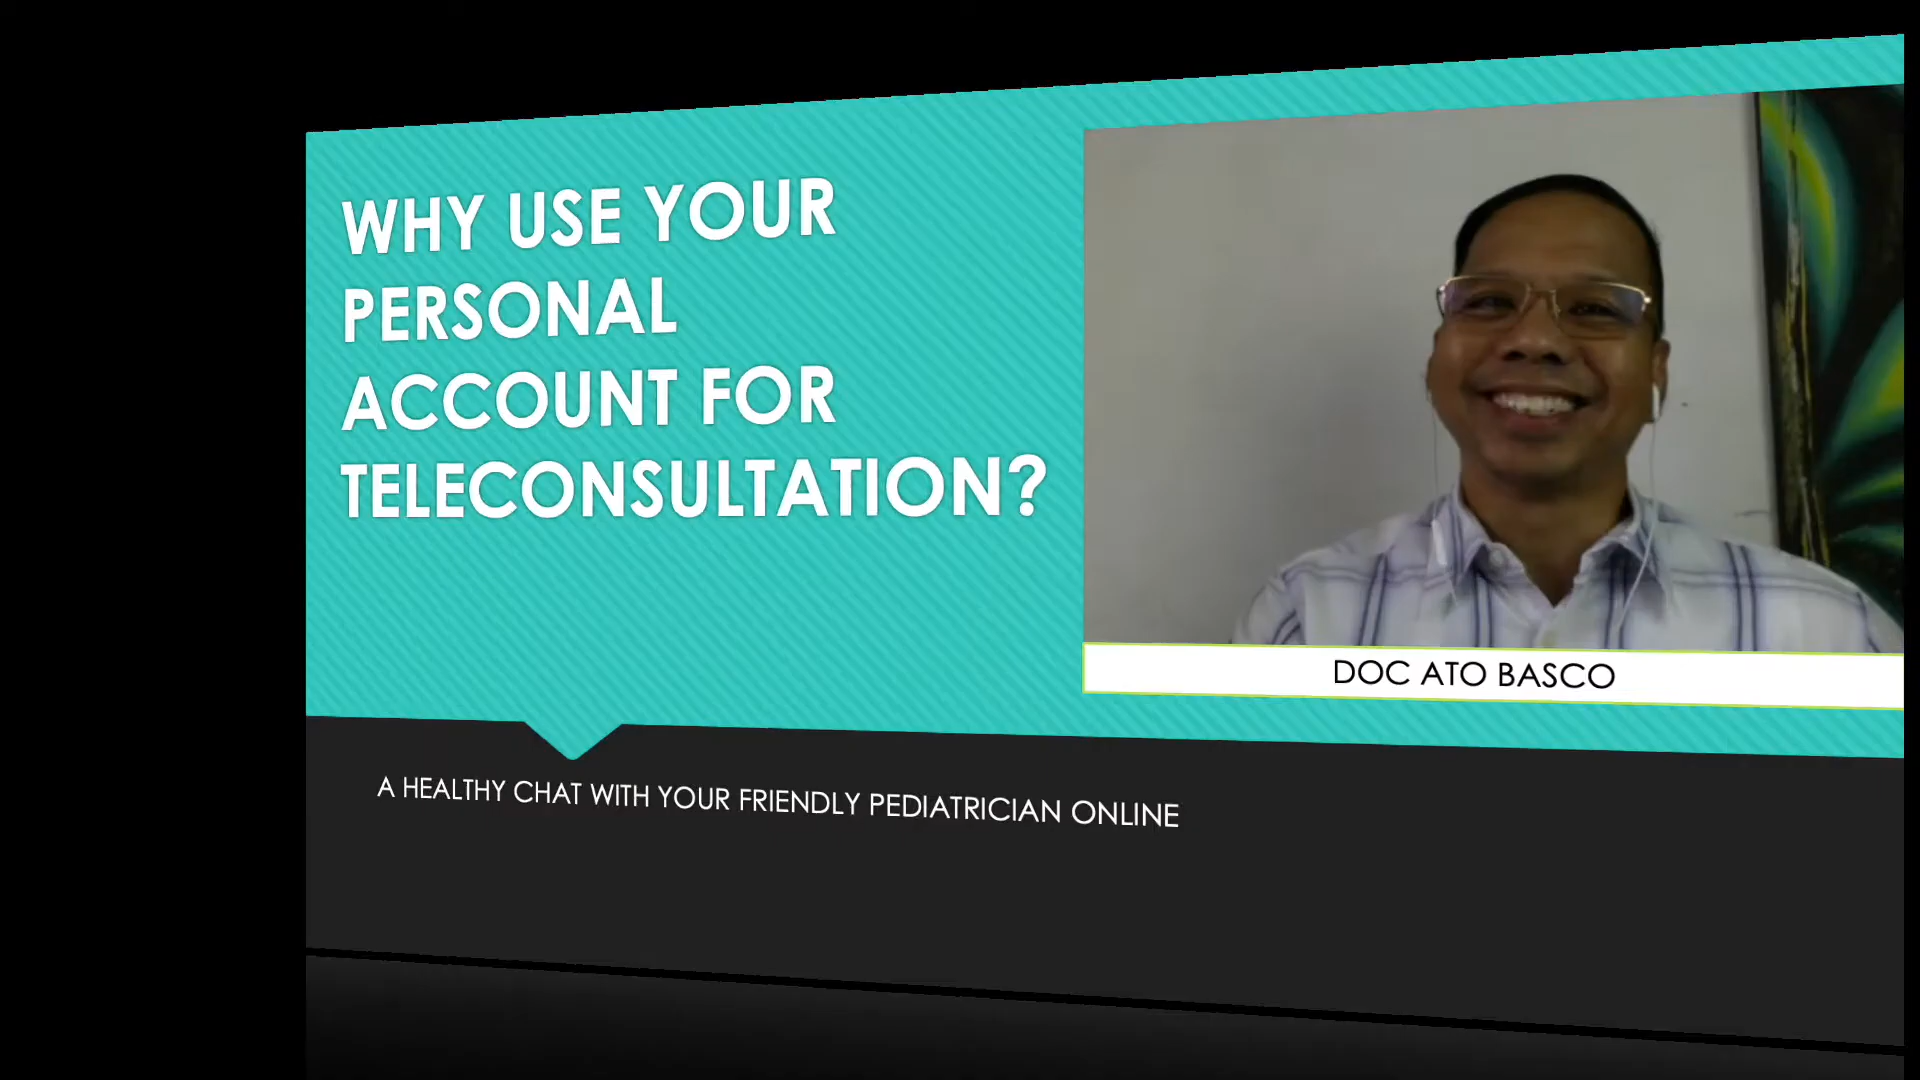 WHY USE YOUR
PERSONAL
ACCOUNT FOR
TELECONSULTATION?
DOC ATO BASCO
A HEALTHY CHAT WITH YOUR FRIENDLY PEDIATRICIAN ONLINE